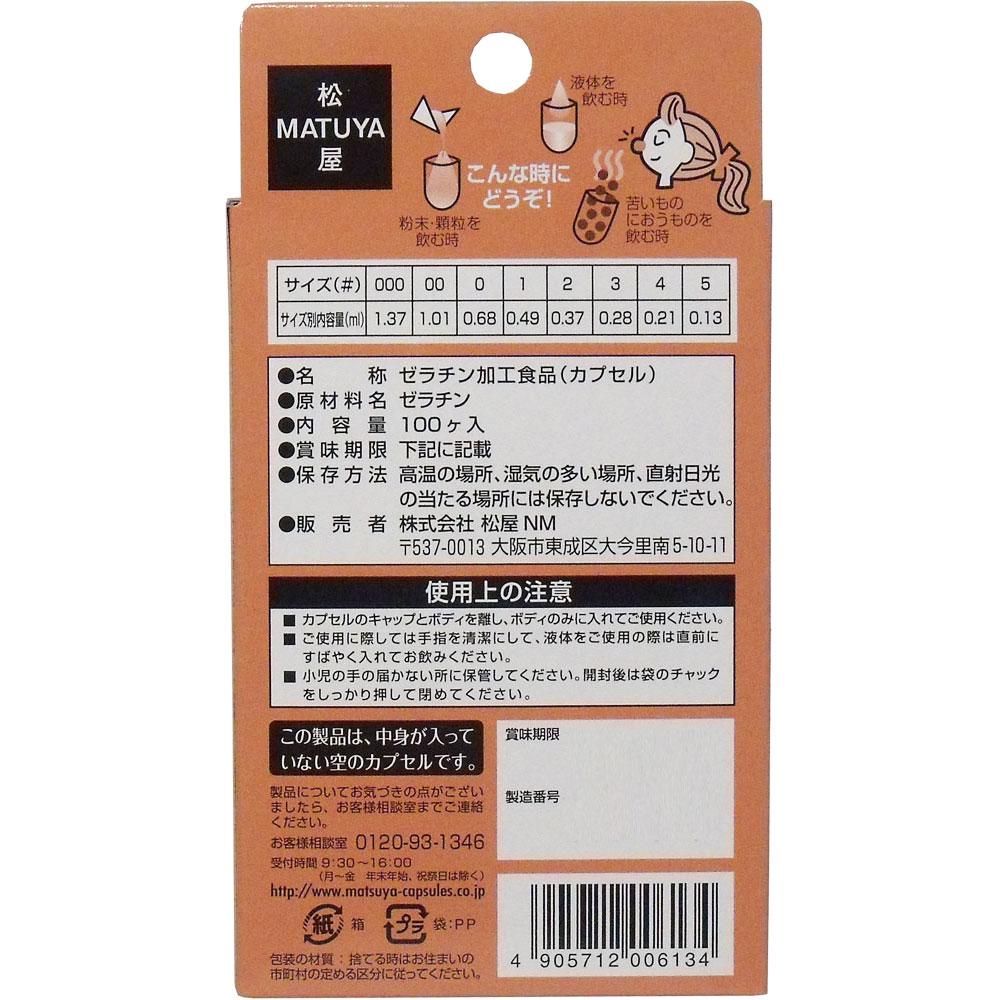 松
MATUYA
屋
液体を
飲む時
こんな時に
どうぞ!
粉末・顆粒を
飲む時
苦いもの
におうものを
飲む時
サイズ(#) 000 00 0 1 2 3 4 5
サイズ別内容量(ml) 1.37 1.01 0.68 0.49 0.37 0.28 0.21 0.13
●名称 ゼラチン加工食品(カプセル)
●原材料名 ゼラチン
●内容量 100ヶ入
●賞味期限 下記に記載
●保存方法 高温の場所、湿気の多い場所、直射日光
の当たる場所には保存しないでください。
●販売者 株式会社 松屋NM
〒537-0013 大阪市東成区大今里南5-10-11
使用上の注意
■ カプセルのキャップとボディを離し、ボディのみに入れてご使用ください。
■ ご使用に際しては手指を清潔にして、液体をご使用の際は直前に
すばやく入れてお飲みください。
■ 小児の手の届かない所に保管してください。開封後は袋のチャック
をしっかり押して閉めてください。
この製品は、中身が入って
いない空のカプセルです。
製品についてお気づきの点がござい
ましたら、お客様相談室までご連絡
ください。
お客様相談室 0120-93-1346
受付時間 9:30~16:00
(月~金 年末年始、祝祭日は除く)
http://www.matsuya-capsules.co.jp
紙 箱 プラ 袋:PP
包装の材質:捨てる時はお住まいの
市町村の定める区分に従ってください。
賞味期限
製造番号
4 905712 006134